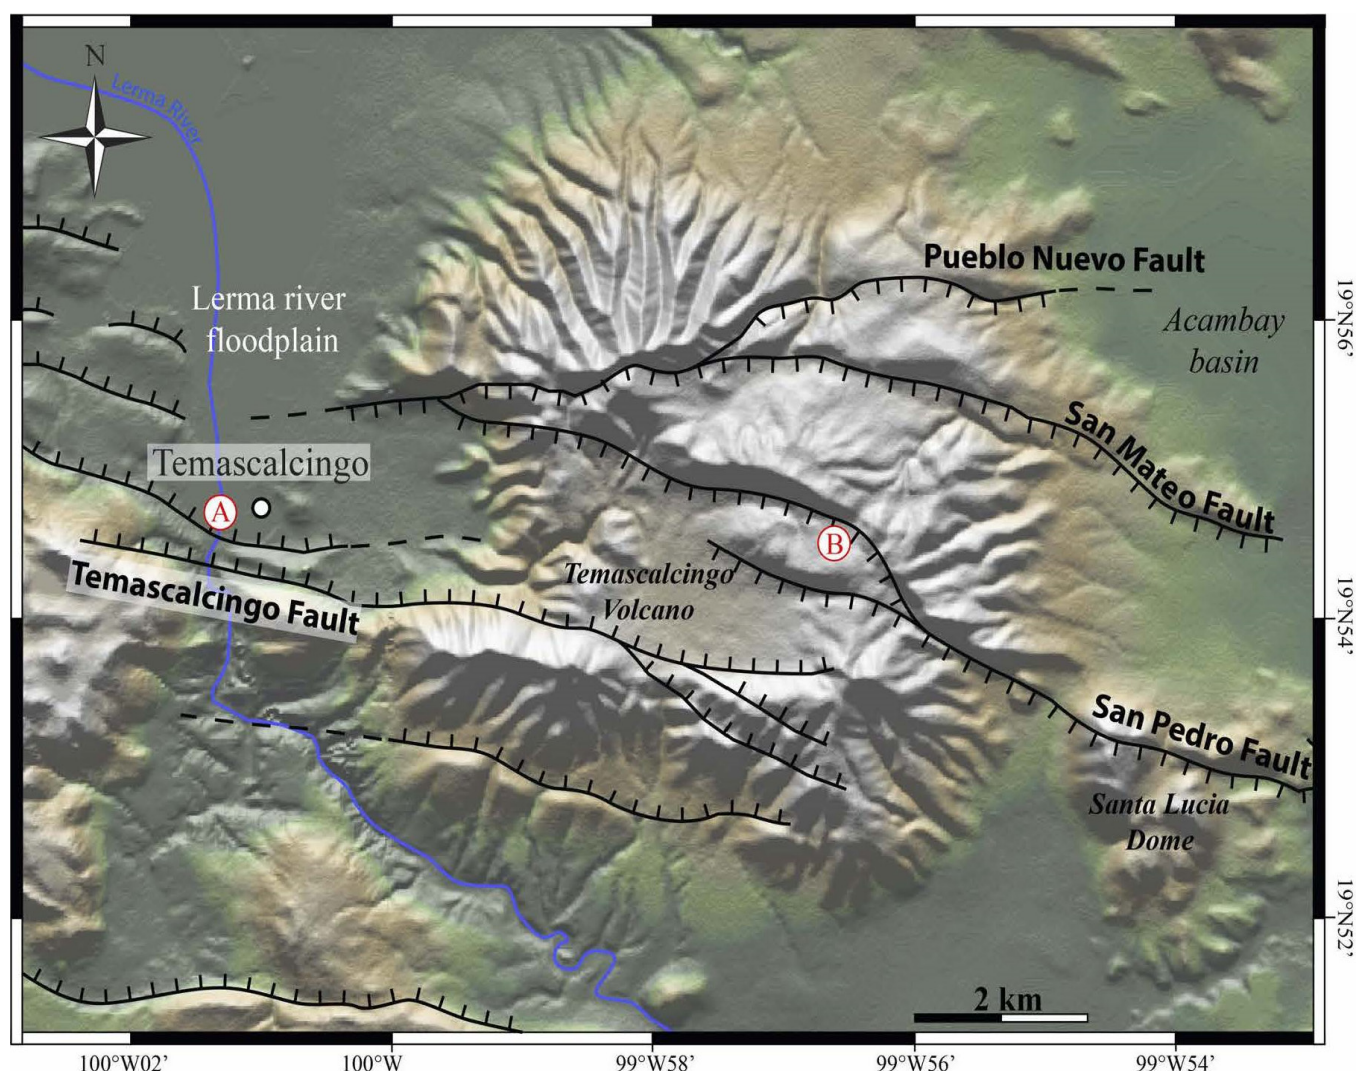 N
Lerma River
Pueblo Nuevo Fault
Lerma river
floodplain
Acambay
basin
19°N56'
San Mateo Fault
Temascalcingo
A
B
Temascalcingo
Volcano
Temascalcingo Fault
19°N54'
San Pedro Fault
Santa Lucia
Dome
19°N52'
2 km
100°W02'
100°W
99°W58'
99°W56'
99°W54'